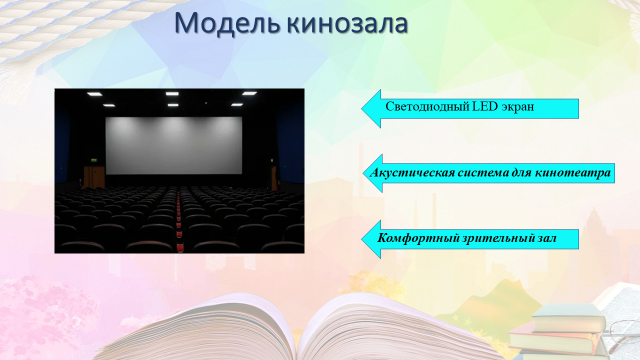 Модель кинозала
Светодиодный LED экран
Акустическая система для кинотеатра
Комфортный зрительный зал